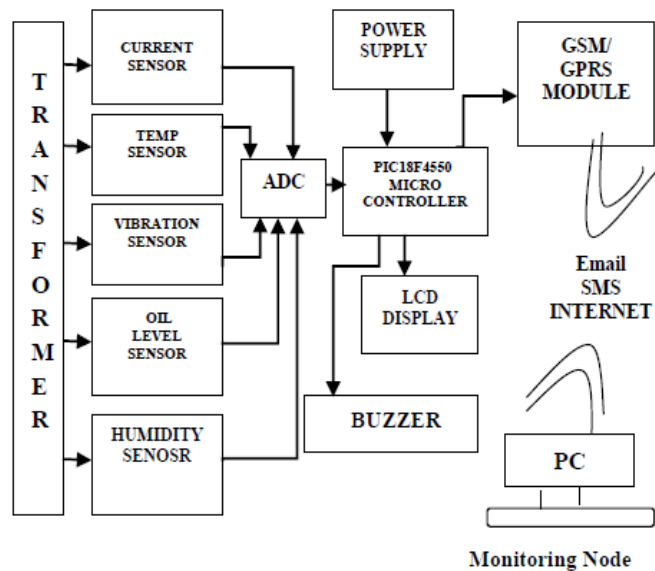 TRANSFORMER
CURRENT
SENSOR
TEMP
SENSOR
VIBRATION
SENSOR
OIL
LEVEL
SENSOR
HUMIDITY
SENOSR
ADC
POWER
SUPPLY
PIC18F4550
MICRO
CONTROLLER
LCD
DISPLAY
BUZZER
GSM/
GPRS
MODULE
Email
SMS
INTERNET
PC
Monitoring Node